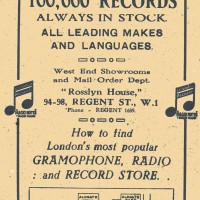 100,000 RECORDS
ALWAYS IN STOCK.
ALL LEADING MAKES
AND LANGUAGES.
West End Showrooms
and Mail Order Dept.
"Rosslyn House,"
94-98, REGENT ST., W.1
'Phone - REGENT 1695.
How to find
London's most popular
GRAMOPHONE, RADIO
: and RECORD STORE. :